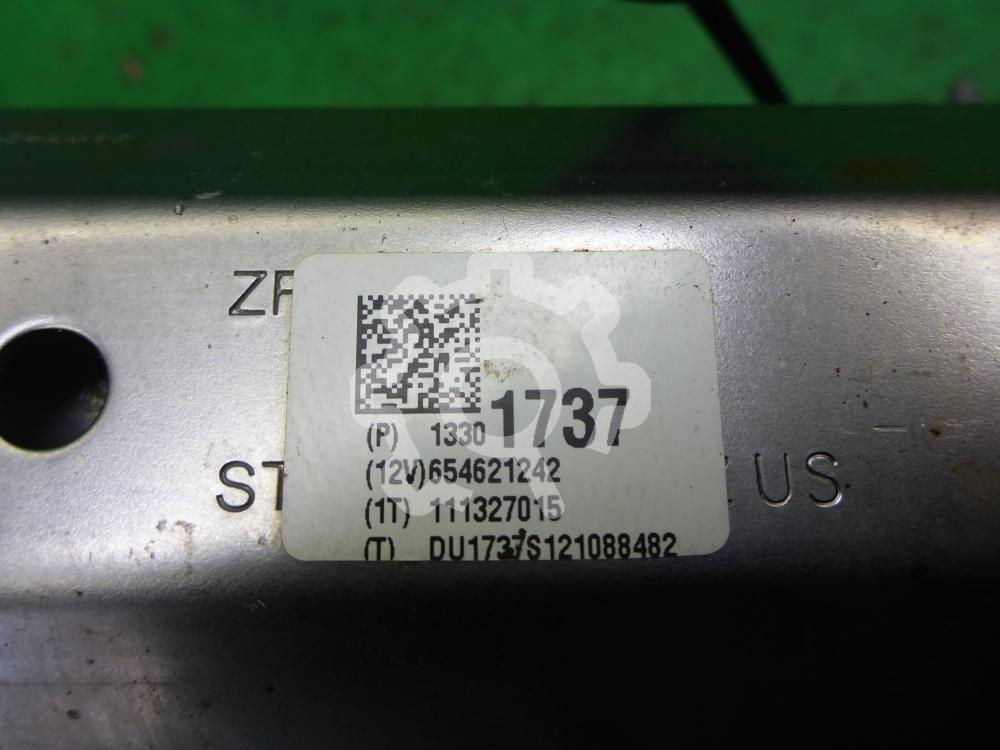 ZF
(P) 1330 1737
(12V)654621242
(1T) 111327015
(T) DU1737S121088482
ST
US